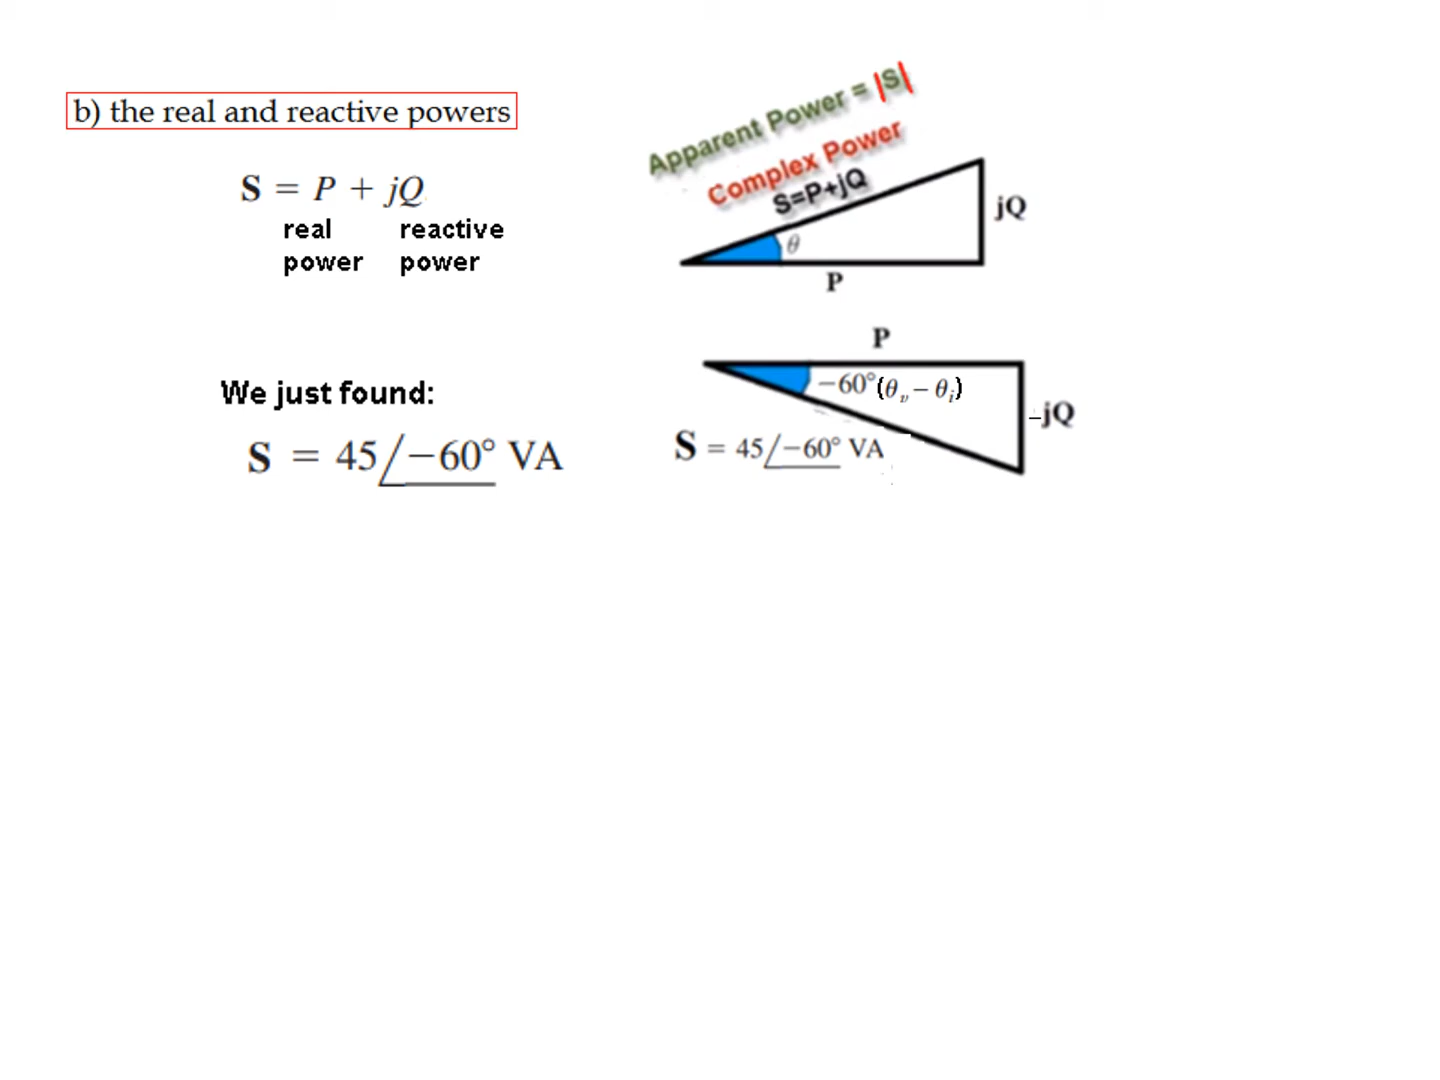 b) the real and reactive powers
S = P + jQ
real reactive
power power
Apparent Power = |S|
Complex Power
S=P+jQ
θ
jQ
P
We just found:
S = 45∠−60° VA
P
−60°(θv − θi)
-jQ
S = 45∠−60° VA